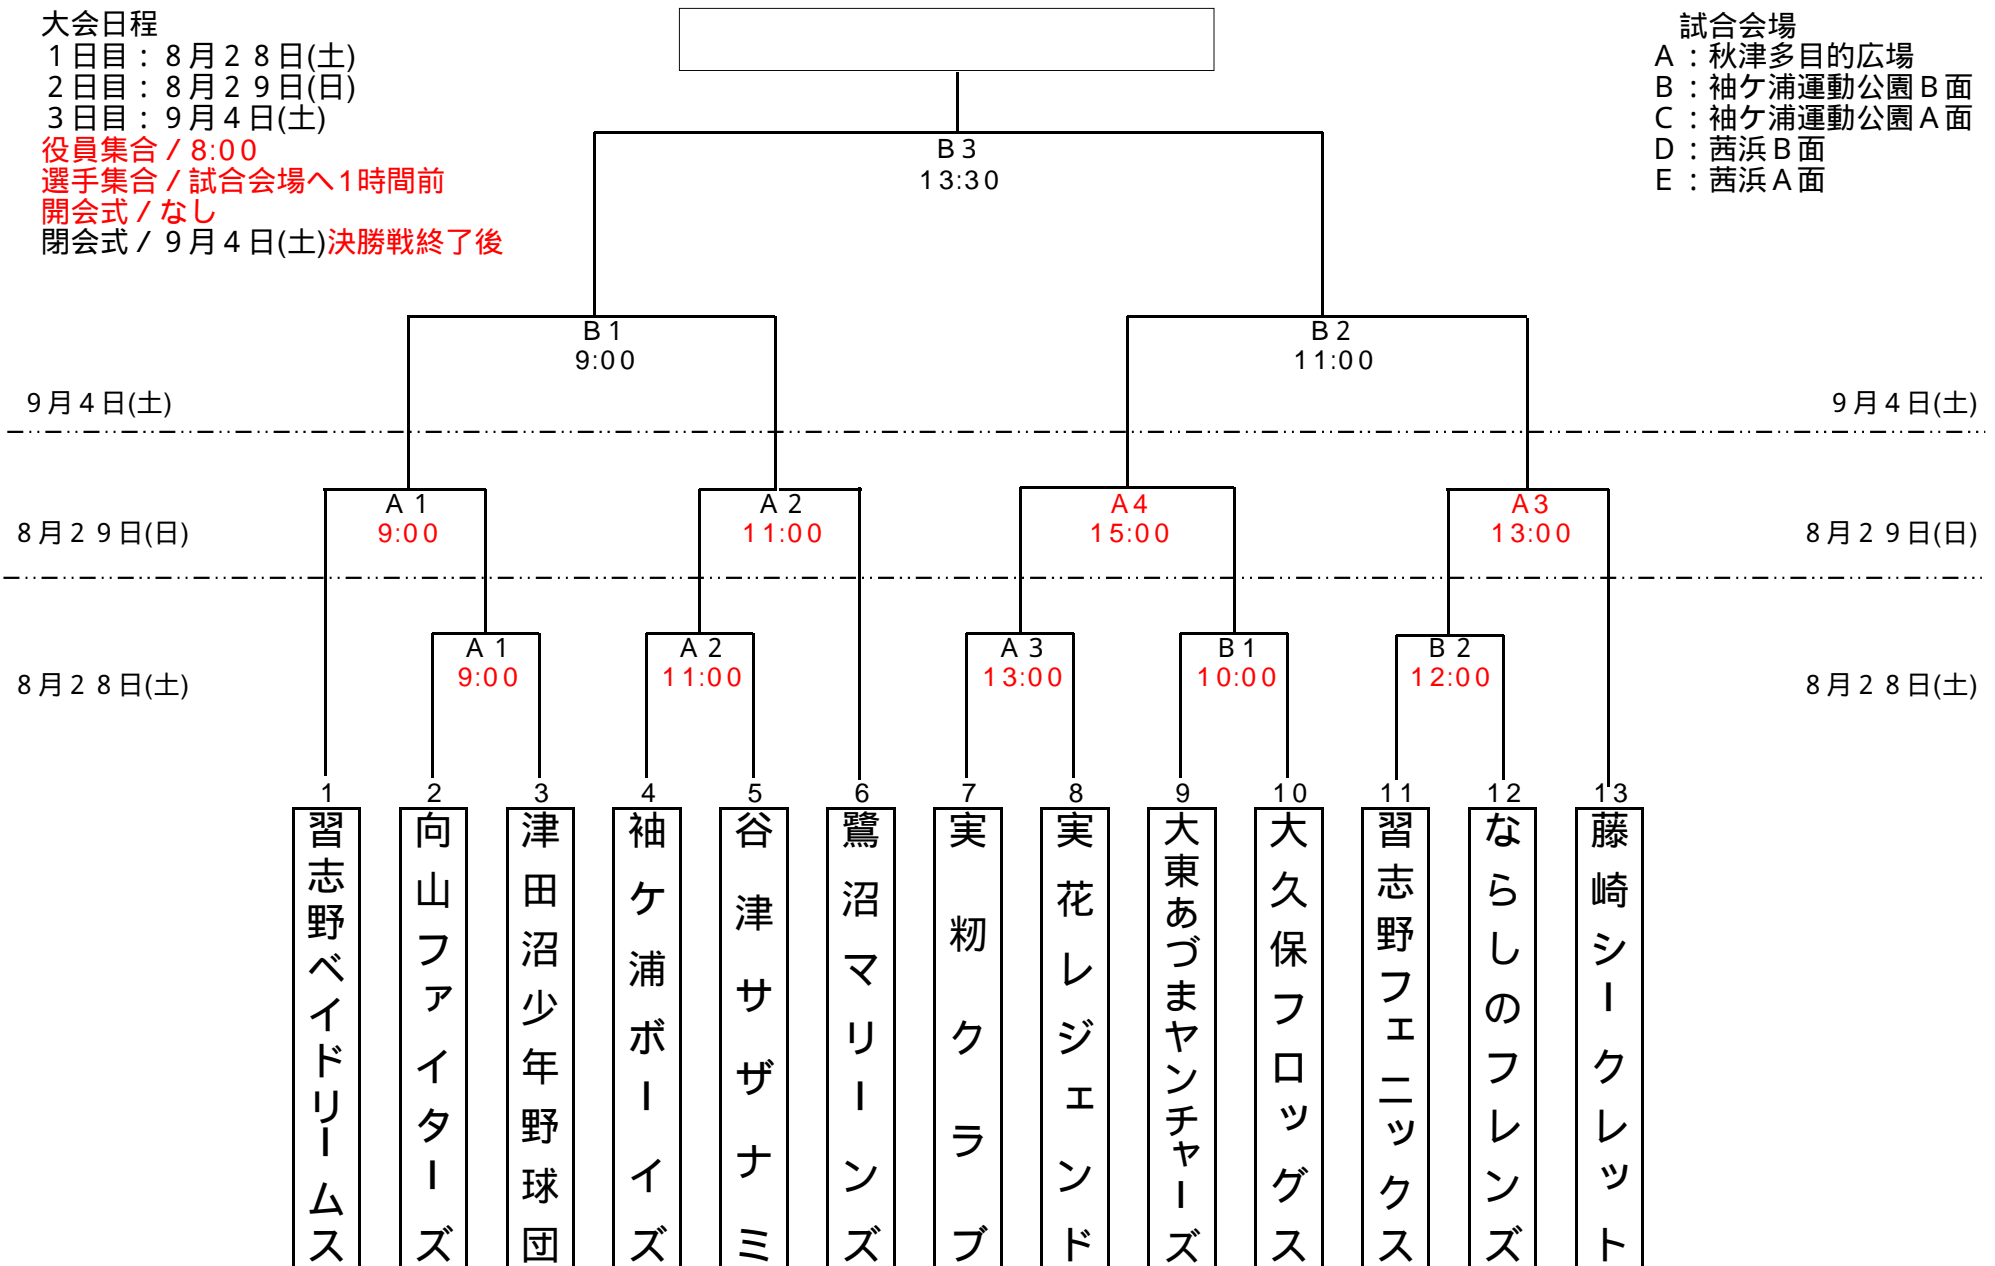 大会日程
1日目：８月２８日(土)
2日目：８月２９日(日)
3日目：９月４日(土)
役員集合／8:00
選手集合／試合会場へ1時間前
開会式／なし
閉会式／９月４日(土)決勝戦終了後
試合会場
Ａ：秋津多目的広場
Ｂ：袖ケ浦運動公園Ｂ面
Ｃ：袖ケ浦運動公園Ａ面
Ｄ：茜浜Ｂ面
Ｅ：茜浜Ａ面
B3
13:30
B1
9:00
B2
11:00
９月４日(土)
９月４日(土)
A1
9:00
A2
11:00
A4
15:00
A3
13:00
８月２９日(日)
８月２９日(日)
A1
9:00
A2
11:00
A3
13:00
B1
10:00
B2
12:00
８月２８日(土)
８月２８日(土)
1
習志野ベイドリームス
2
向山ファイターズ
3
津田沼少年野球団
4
袖ケ浦ボーイズ
5
谷津サザナミ
6
鷺沼マリーンズ
7
実籾クラブ
8
実花レジェンド
9
大東あづまヤンチャーズ
10
大久保フロッグス
11
習志野フェニックス
12
ならしのフレンズ
13
藤崎シークレット